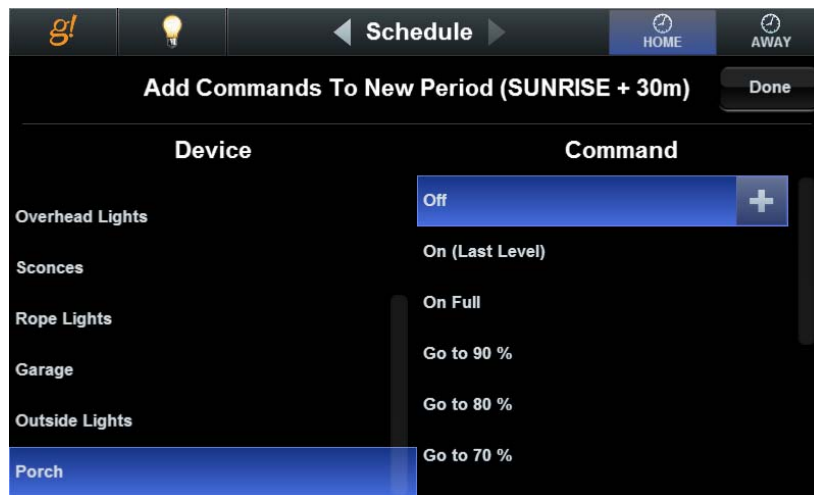 g!
Schedule
HOME
AWAY
Add Commands To New Period (SUNRISE + 30m)
Done
Device
Command
Overhead Lights
Sconces
Rope Lights
Garage
Outside Lights
Porch
Off
On (Last Level)
On Full
Go to 90 %
Go to 80 %
Go to 70 %